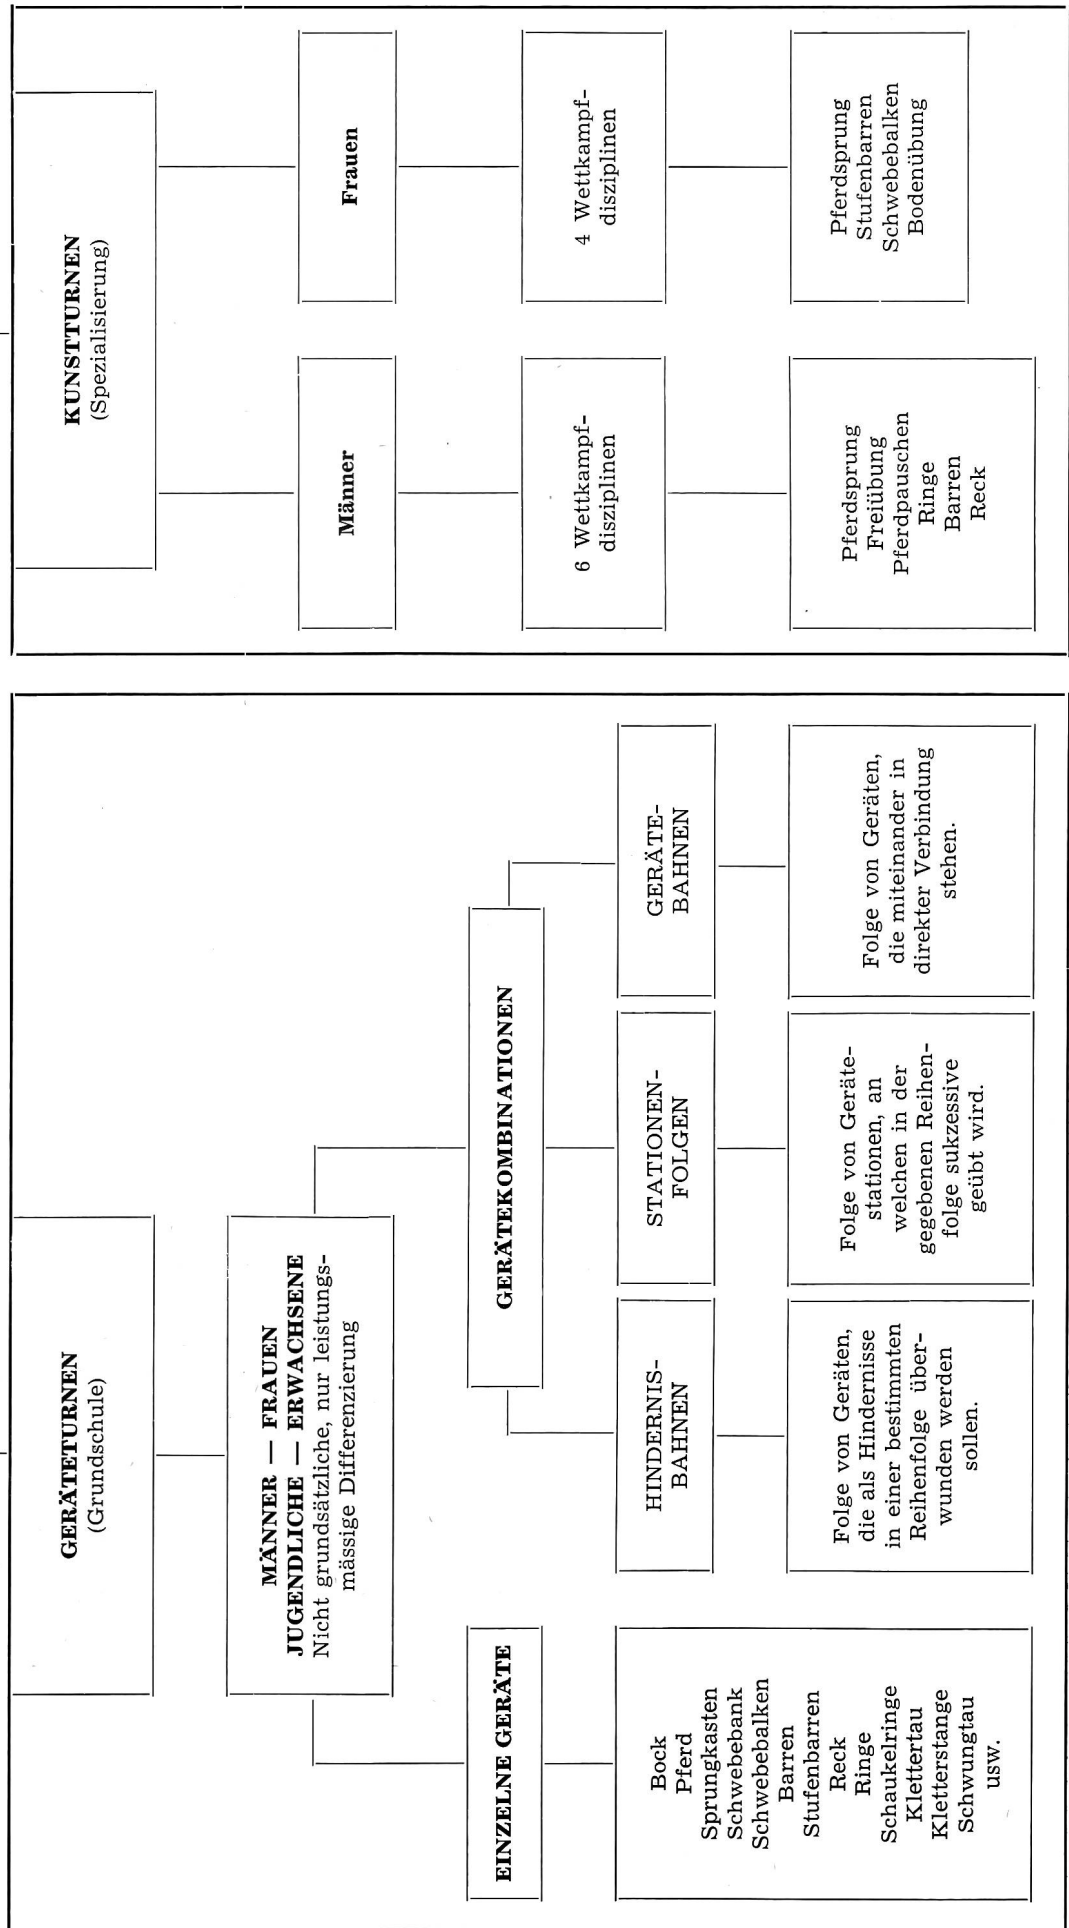 GERÄTETURNEN
(Grundschule)
MÄNNER — FRAUEN
JUGENDLICHE — ERWACHSENE
Nicht grundsätzliche, nur leistungs-
mässige Differenzierung
EINZELNE GERÄTE
Bock
Pferd
Sprungkasten
Schwebebank
Schwebebalken
Barren
Stufenbarren
Reck
Ringe
Schaukelringe
Klettertau
Kletterstange
Schwungtau
usw.
GERÄTEKOMBINATIONEN
HINDERNIS-
BAHNEN
Folge von Geräten,
die als Hindernisse
in einer bestimmten
Reihenfolge über-
wunden werden
sollen.
STATIONEN-
FOLGEN
Folge von Geräte-
stationen, an
welchen in der
gegebenen Reihen-
folge sukzessive
geübt wird.
GERÄTE-
BAHNEN
Folge von Geräten,
die miteinander in
direkter Verbindung
stehen.
KUNSTTURNEN
(Spezialisierung)
Männer
6 Wettkampf-
disziplinen
Pferdsprung
Freiübung
Pferdpauschen
Ringe
Barren
Reck
Frauen
4 Wettkampf-
disziplinen
Pferdsprung
Stufenbarren
Schwebebalken
Bodenübung